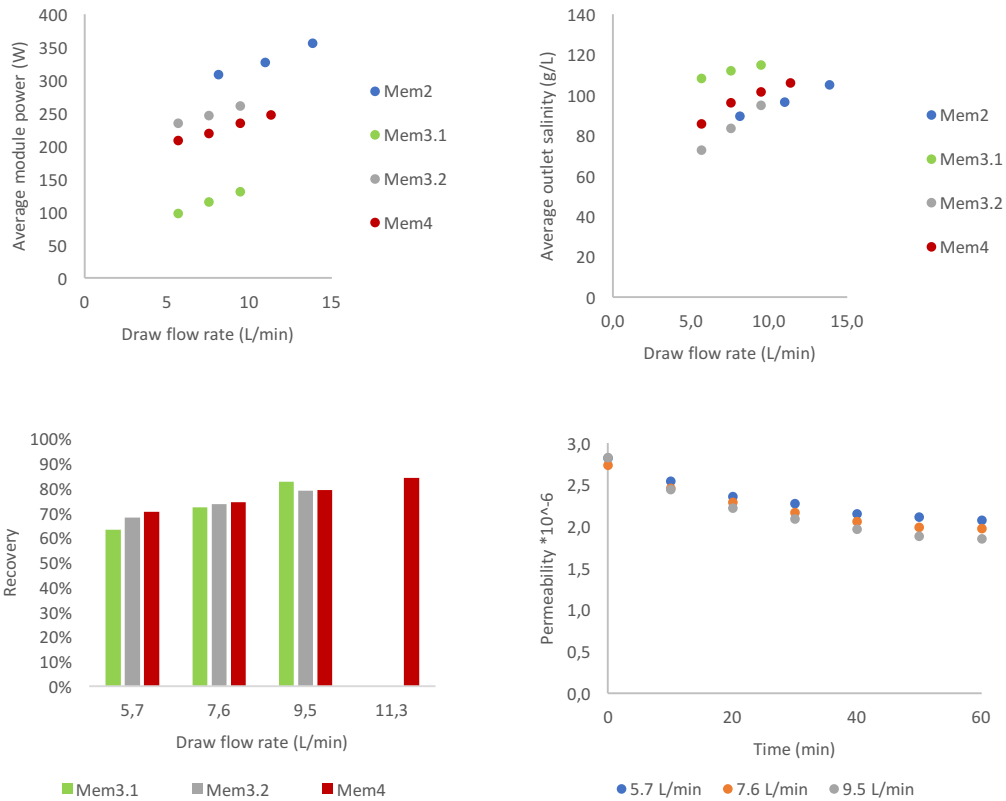 Average module power (W)
400
350
300
250
200
150
100
50
0
0 5 10 15
Draw flow rate (L/min)
Mem2
Mem3.1
Mem3.2
Mem4
Average outlet salinity (g/L)
140
120
100
80
60
40
20
0
0,0 5,0 10,0 15,0
Draw flow rate (L/min)
Mem2
Mem3.1
Mem3.2
Mem4
Recovery
100%
90%
80%
70%
60%
50%
40%
30%
20%
10%
0%
5,7 7,6 9,5 11,3
Draw flow rate (L/min)
Mem3.1 Mem3.2 Mem4
Permeability *10^-6
3,0
2,5
2,0
1,5
1,0
0,5
0,0
0 20 40 60
Time (min)
5.7 L/min 7.6 L/min 9.5 L/min